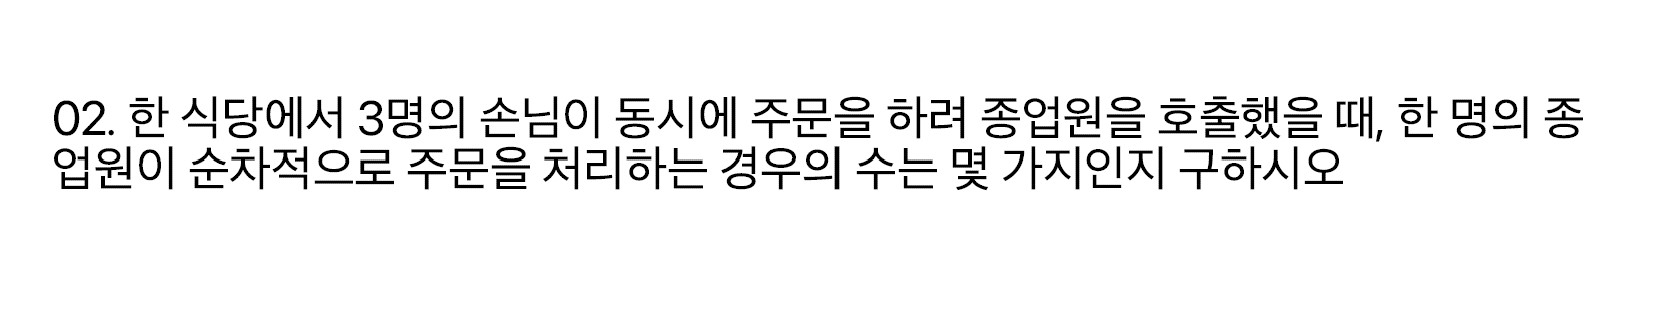 02. 한 식당에서 3명의 손님이 동시에 주문을 하려 종업원을 호출했을 때, 한 명의 종
업원이 순차적으로 주문을 처리하는 경우의 수는 몇 가지인지 구하시오